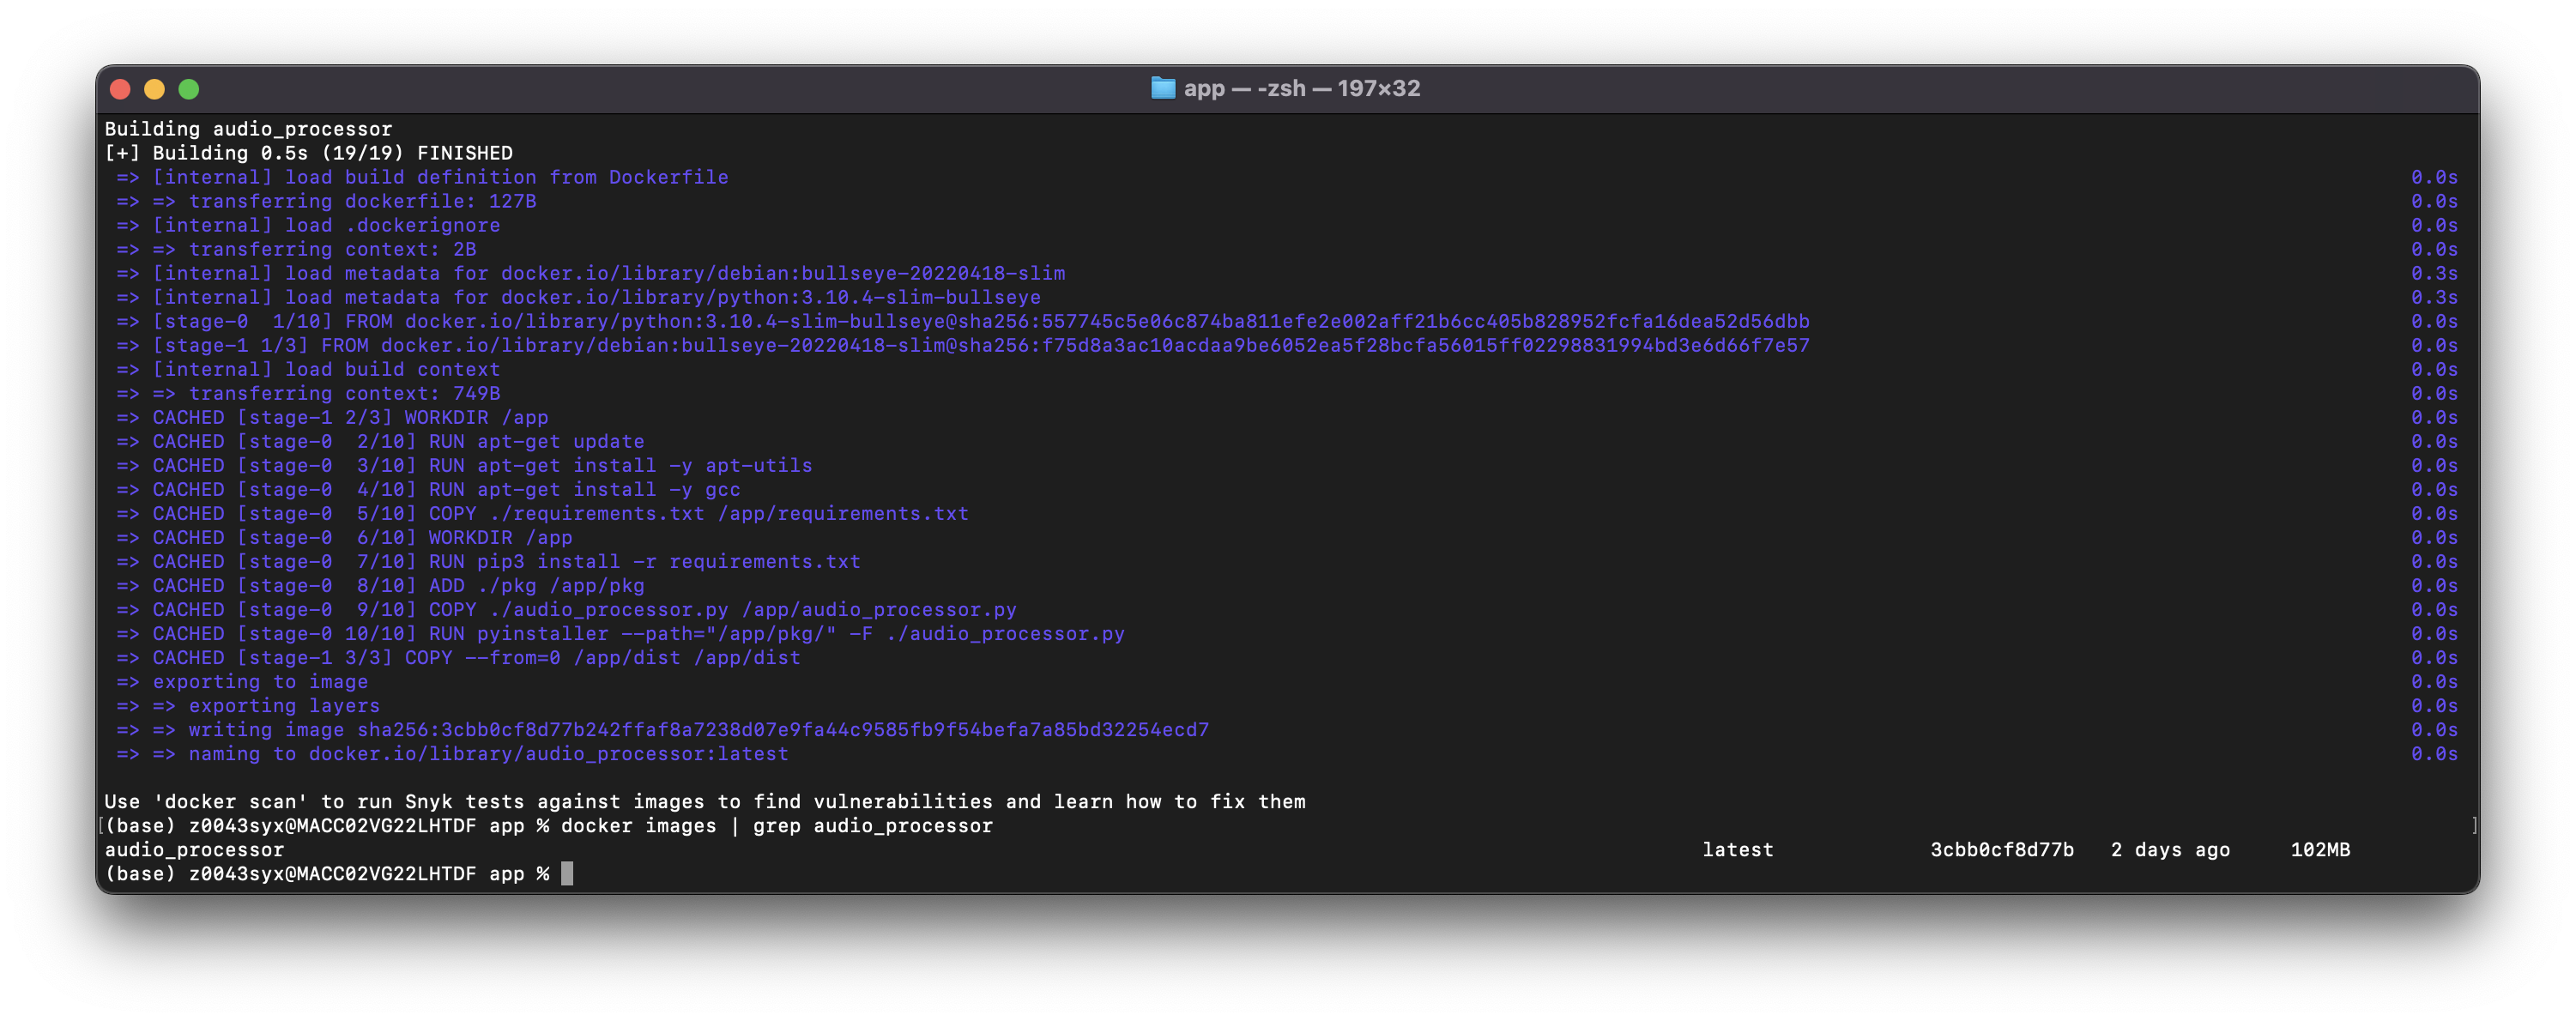 app — -zsh — 197×32
Building audio_processor
[+] Building 0.5s (19/19) FINISHED
=> [internal] load build definition from Dockerfile 0.0s
=> => transferring dockerfile: 127B 0.0s
=> [internal] load .dockerignore 0.0s
=> => transferring context: 2B 0.0s
=> [internal] load metadata for docker.io/library/debian:bullseye-20220418-slim 0.3s
=> [internal] load metadata for docker.io/library/python:3.10.4-slim-bullseye 0.3s
=> [stage-0  1/10] FROM docker.io/library/python:3.10.4-slim-bullseye@sha256:557745c5e06c874ba811efe2e002aff21b6cc405b828952fcfa16dea52d56dbb 0.0s
=> [stage-1 1/3] FROM docker.io/library/debian:bullseye-20220418-slim@sha256:f75d8a3ac10acdaa9be6052ea5f28bcfa56015ff02298831994bd3e6d66f7e57 0.0s
=> [internal] load build context 0.0s
=> => transferring context: 749B 0.0s
=> CACHED [stage-1 2/3] WORKDIR /app 0.0s
=> CACHED [stage-0  2/10] RUN apt-get update 0.0s
=> CACHED [stage-0  3/10] RUN apt-get install -y apt-utils 0.0s
=> CACHED [stage-0  4/10] RUN apt-get install -y gcc 0.0s
=> CACHED [stage-0  5/10] COPY ./requirements.txt /app/requirements.txt 0.0s
=> CACHED [stage-0  6/10] WORKDIR /app 0.0s
=> CACHED [stage-0  7/10] RUN pip3 install -r requirements.txt 0.0s
=> CACHED [stage-0  8/10] ADD ./pkg /app/pkg 0.0s
=> CACHED [stage-0  9/10] COPY ./audio_processor.py /app/audio_processor.py 0.0s
=> CACHED [stage-0 10/10] RUN pyinstaller --path="/app/pkg/" -F ./audio_processor.py 0.0s
=> CACHED [stage-1 3/3] COPY --from=0 /app/dist /app/dist 0.0s
=> exporting to image 0.0s
=> => exporting layers 0.0s
=> => writing image sha256:3cbb0cf8d77b242ffaf8a7238d07e9fa44c9585fb9f54befa7a85bd32254ecd7 0.0s
=> => naming to docker.io/library/audio_processor:latest 0.0s
Use 'docker scan' to run Snyk tests against images to find vulnerabilities and learn how to fix them
[(base) z0043syx@MACC02VG22LHTDF app % docker images | grep audio_processor ]
audio_processor latest 3cbb0cf8d77b 2 days ago 102MB
(base) z0043syx@MACC02VG22LHTDF app %